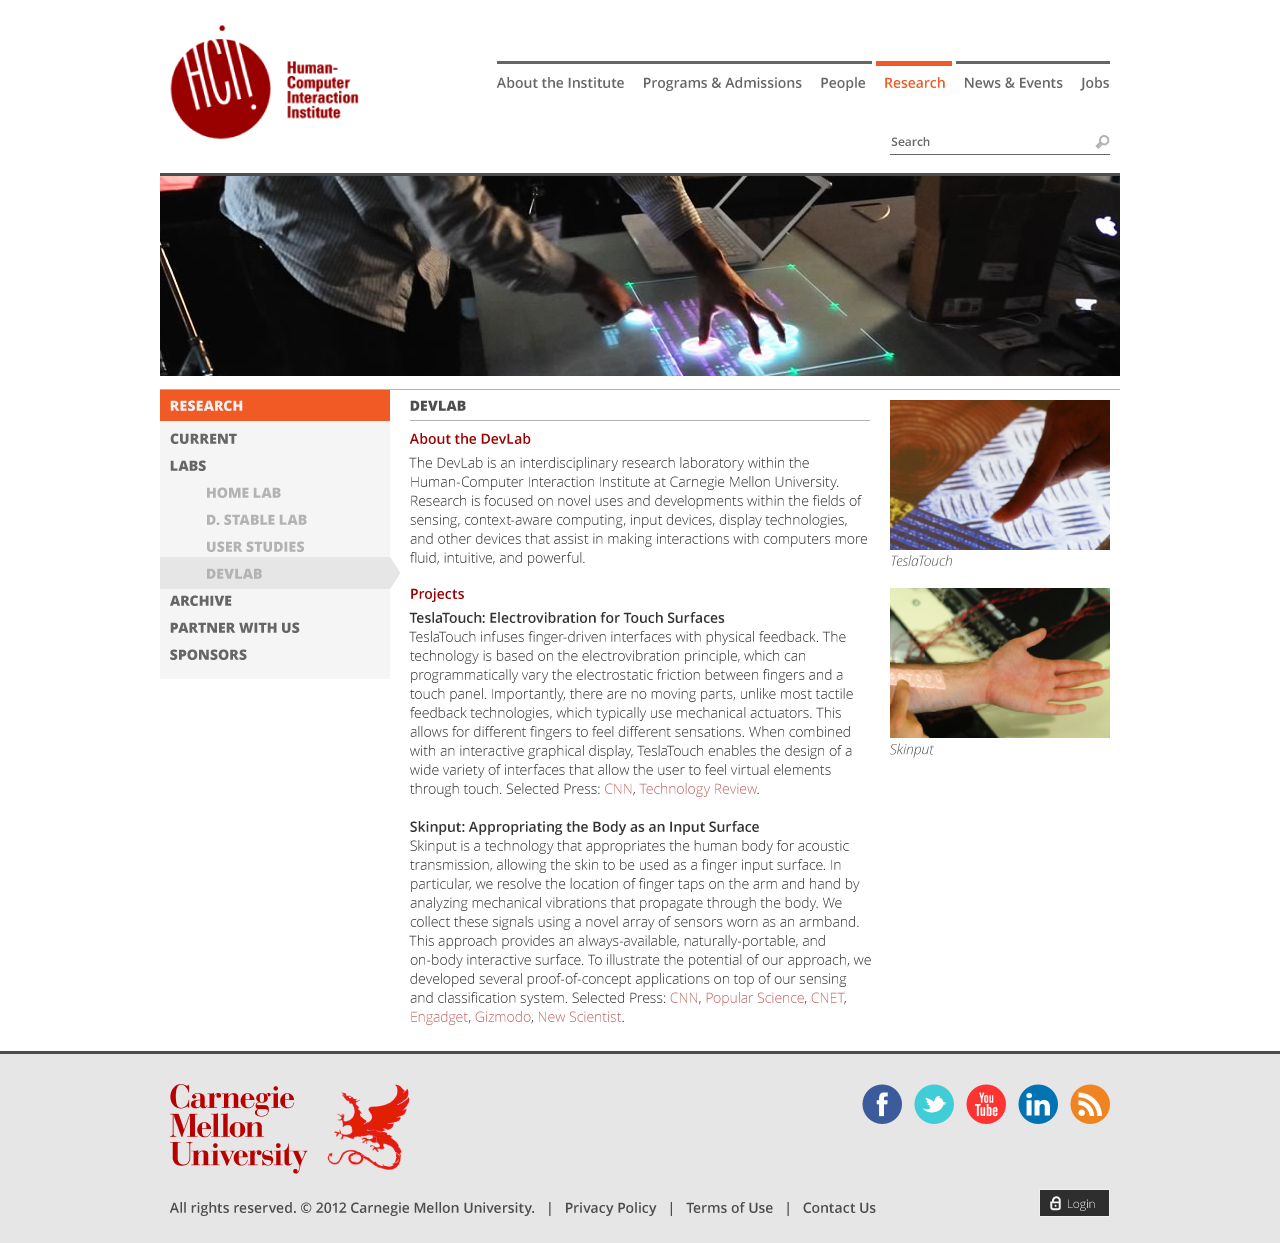 HCII
Human-
Computer
Interaction
Institute
About the Institute Programs & Admissions People Research News & Events Jobs
Search
RESEARCH
CURRENT
LABS
HOME LAB
D. STABLE LAB
USER STUDIES
DEVLAB
ARCHIVE
PARTNER WITH US
SPONSORS
DEVLAB
About the DevLab
The DevLab is an interdisciplinary research laboratory within the
Human-Computer Interaction Institute at Carnegie Mellon University.
Research is focused on novel uses and developments within the fields of
sensing, context-aware computing, input devices, display technologies,
and other devices that assist in making interactions with computers more
fluid, intuitive, and powerful.
Projects
TeslaTouch: Electrovibration for Touch Surfaces
TeslaTouch infuses finger-driven interfaces with physical feedback. The
technology is based on the electrovibration principle, which can
programmatically vary the electrostatic friction between fingers and a
touch panel. Importantly, there are no moving parts, unlike most tactile
feedback technologies, which typically use mechanical actuators. This
allows for different fingers to feel different sensations. When combined
with an interactive graphical display, TeslaTouch enables the design of a
wide variety of interfaces that allow the user to feel virtual elements
through touch. Selected Press: CNN, Technology Review.
Skinput: Appropriating the Body as an Input Surface
Skinput is a technology that appropriates the human body for acoustic
transmission, allowing the skin to be used as a finger input surface. In
particular, we resolve the location of finger taps on the arm and hand by
analyzing mechanical vibrations that propagate through the body. We
collect these signals using a novel array of sensors worn as an armband.
This approach provides an always-available, naturally-portable, and
on-body interactive surface. To illustrate the potential of our approach, we
developed several proof-of-concept applications on top of our sensing
and classification system. Selected Press: CNN, Popular Science, CNET,
Engadget, Gizmodo, New Scientist.
TeslaTouch
Skinput
Carnegie
Mellon
University
f You Tube in
All rights reserved. © 2012 Carnegie Mellon University. | Privacy Policy | Terms of Use | Contact Us
Login